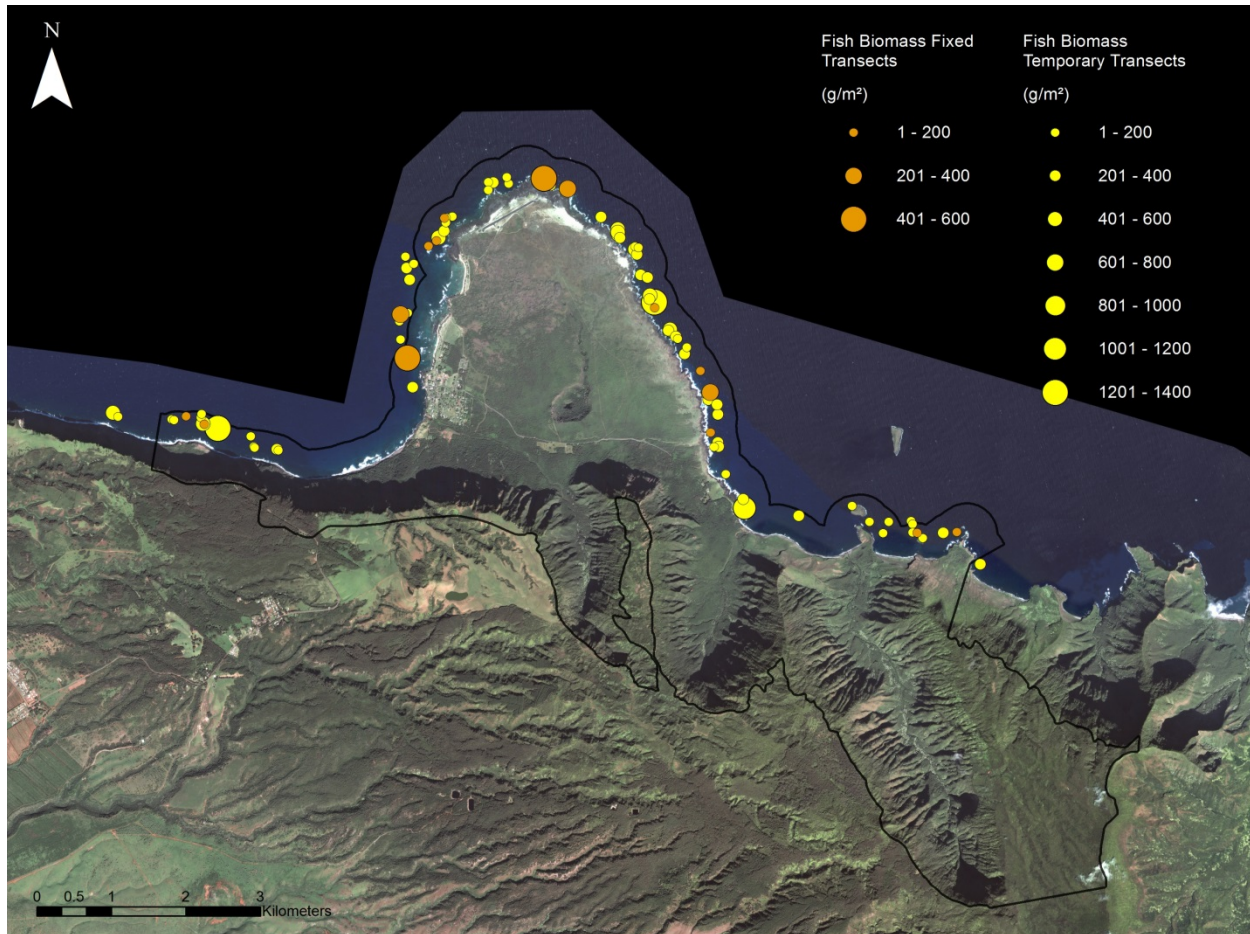 N
Fish Biomass Fixed
Transects
(g/m²)
1 - 200
201 - 400
401 - 600
Fish Biomass
Temporary Transects
(g/m²)
1 - 200
201 - 400
401 - 600
601 - 800
801 - 1000
1001 - 1200
1201 - 1400
0 0.5 1 2 3
Kilometers